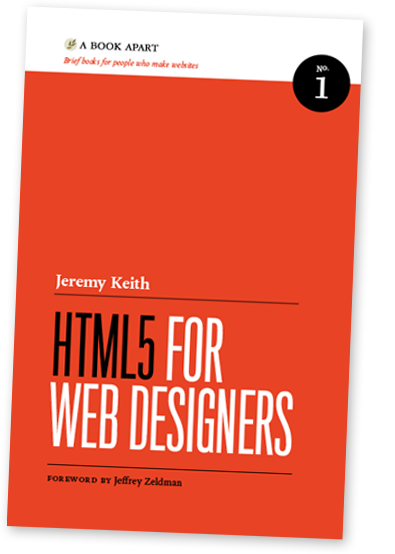 A BOOK APART
Brief books for people who make websites
No.
1
Jeremy Keith
HTML5 FOR
WEB DESIGNERS
FOREWORD BY Jeffrey Zeldman